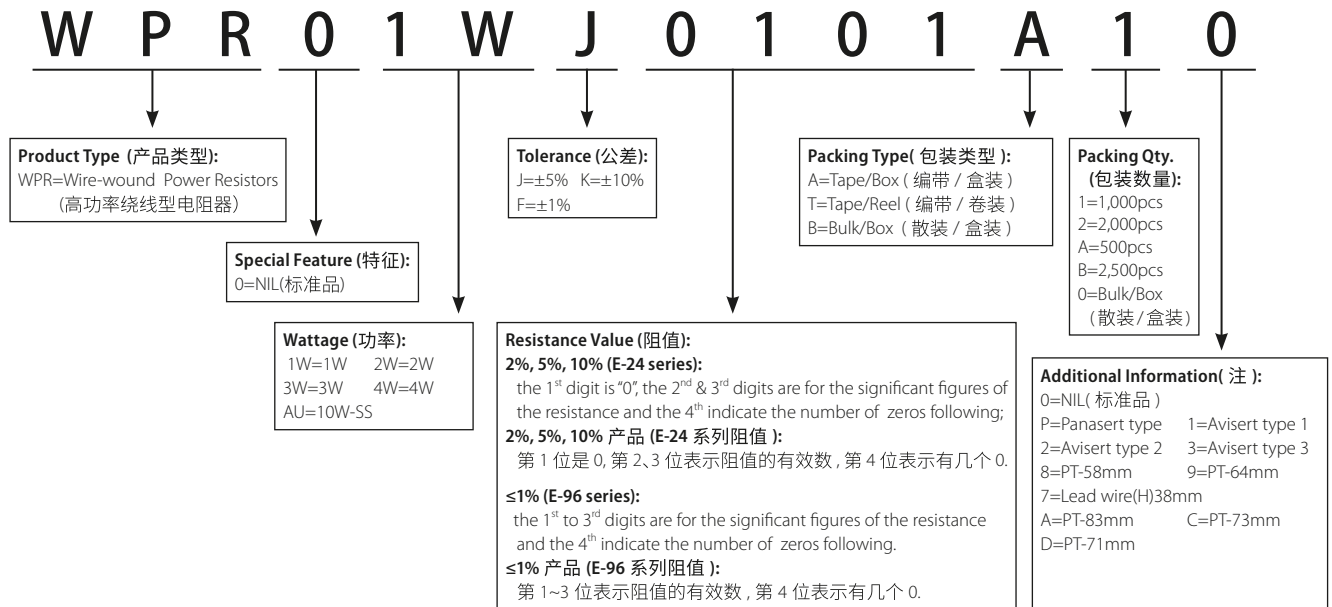 W P R 0 1 W J 0 1 0 1 A 1 0
Product Type (产品类型):
WPR=Wire-wound Power Resistors
(高功率绕线型电阻器)
Special Feature (特征):
0=NIL(标准品)
Wattage (功率):
1W=1W 2W=2W
3W=3W 4W=4W
AU=10W-SS
Tolerance (公差):
J=±5% K=±10%
F=±1%
Resistance Value (阻值):
2%, 5%, 10% (E-24 series):
the 1st digit is “0”, the 2nd & 3rd digits are for the significant figures of
the resistance and the 4th indicate the number of zeros following;
2%, 5%, 10% 产品 (E-24 系列阻值 ):
第 1 位是 0, 第 2、3 位表示阻值的有效数 , 第 4 位表示有几个 0.
≤1% (E-96 series):
the 1st to 3rd digits are for the significant figures of the resistance
and the 4th indicate the number of zeros following.
≤1% 产品 (E-96 系列阻值 ):
第 1~3 位表示阻值的有效数 , 第 4 位表示有几个 0.
Packing Type( 包装类型 ):
A=Tape/Box ( 编带 / 盒装 )
T=Tape/Reel ( 编带 / 卷装 )
B=Bulk/Box ( 散装 / 盒装 )
Packing Qty.
(包装数量):
1=1,000pcs
2=2,000pcs
A=500pcs
B=2,500pcs
0=Bulk/Box
( 散装 / 盒装 )
Additional Information( 注 ):
0=NIL( 标准品 )
P=Panasert type 1=Avisert type 1
2=Avisert type 2 3=Avisert type 3
8=PT-58mm 9=PT-64mm
7=Lead wire(H)38mm
A=PT-83mm C=PT-73mm
D=PT-71mm